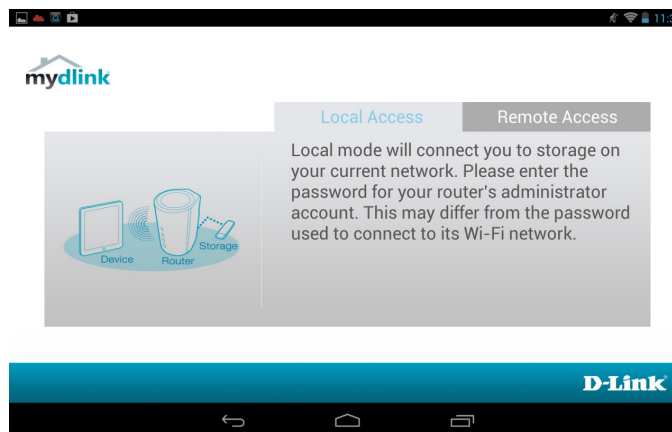 11:3
mydlink
Local Access
Remote Access
Local mode will connect you to storage on
your current network. Please enter the
password for your router's administrator
account. This may differ from the password
used to connect to its Wi-Fi network.
Storage
Device
Router
D-Link